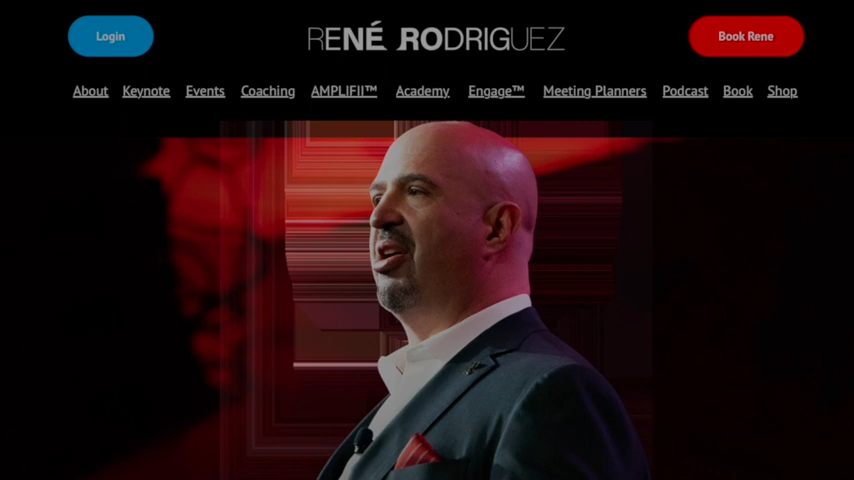 Login
RENÉ RODRIGUEZ
Book Rene
About Keynote Events Coaching AMPLIFII™ Academy Engage™ Meeting Planners Podcast Book Shop